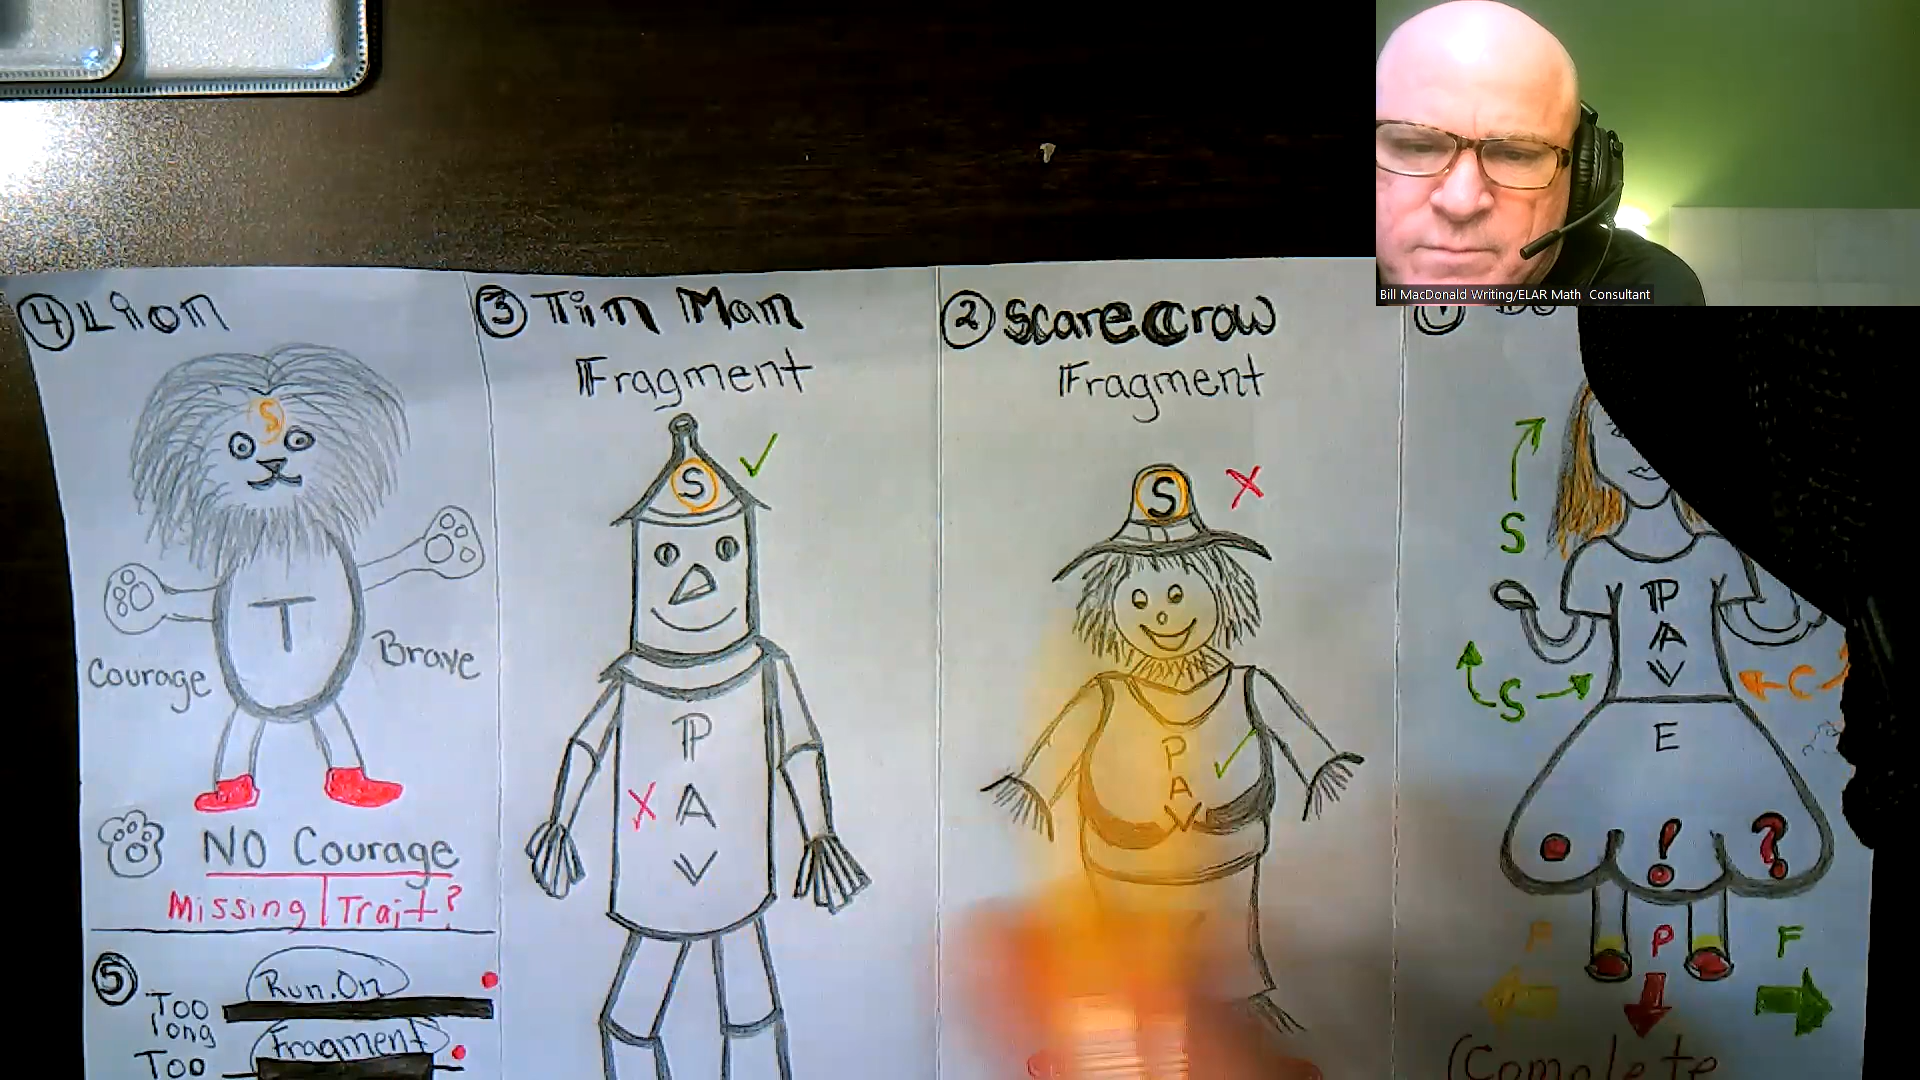 Bill MacDonald Writing/ELAR Math Consultant
④ Lion
S
T
Courage
Brave
NO Courage
Missing Trait?
⑤
Run.On
Too long
Fragment
Too
③ Tin Man
Fragment
S
P
A
V
② Scarecrow
Fragment
S
P
A
V
①
S
S
C
P
A
V
E
! ?
P
P
F
(Complete